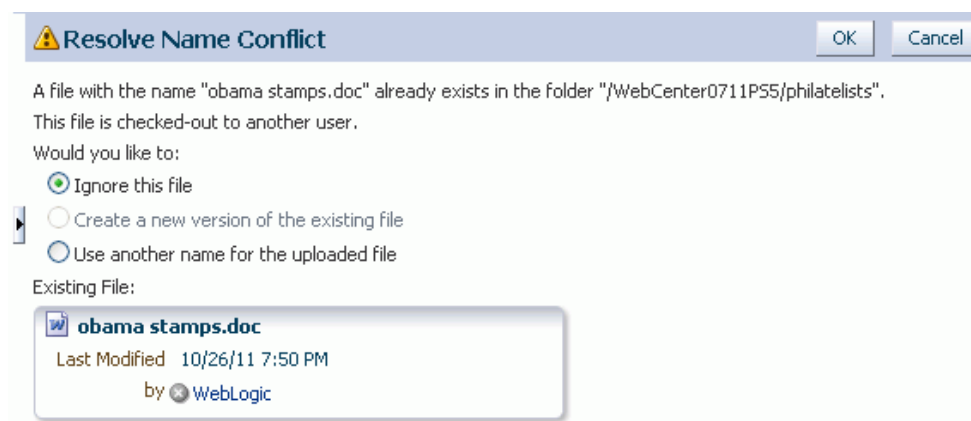 Resolve Name Conflict OK Cancel
A file with the name "obama stamps.doc" already exists in the folder "/WebCenter0711PS5/philatelists".
This file is checked-out to another user.
Would you like to:
Ignore this file
Create a new version of the existing file
Use another name for the uploaded file
Existing File:
obama stamps.doc
Last Modified 10/26/11 7:50 PM
by WebLogic